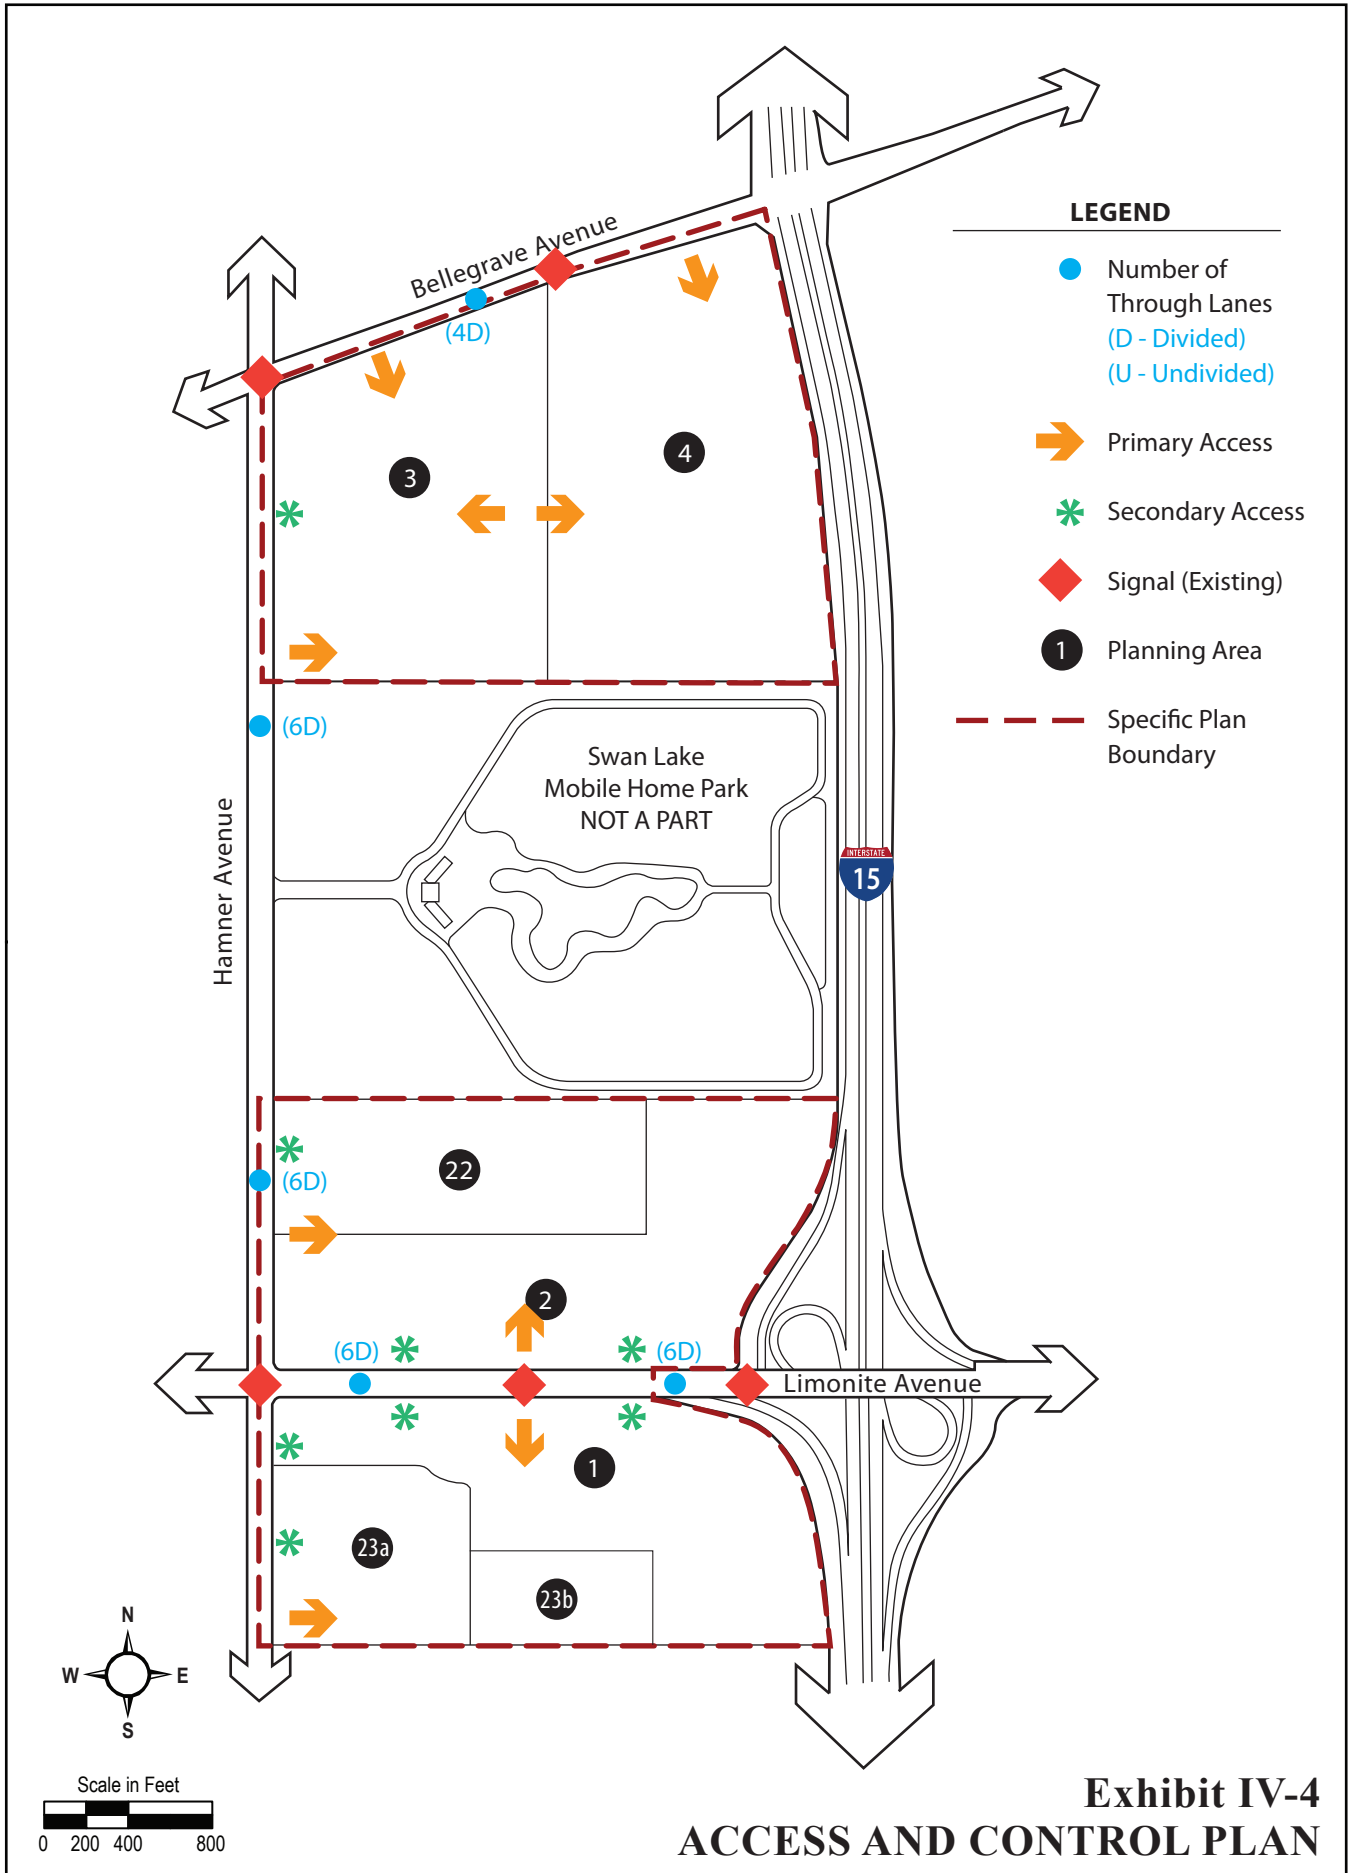 Bellegrave Avenue
(4D)
LEGEND
Number of
Through Lanes
(D - Divided)
(U - Undivided)
Primary Access
Secondary Access
Signal (Existing)
1
Planning Area
Specific Plan
Boundary
3
4
(6D)
Swan Lake
Mobile Home Park
NOT A PART
Hamner Avenue
INTERSTATE
15
22
(6D)
2
(6D)
(6D)
Limonite Avenue
1
23a
23b
N
W
E
S
Scale in Feet
0 200 400 800
Exhibit IV-4
ACCESS AND CONTROL PLAN